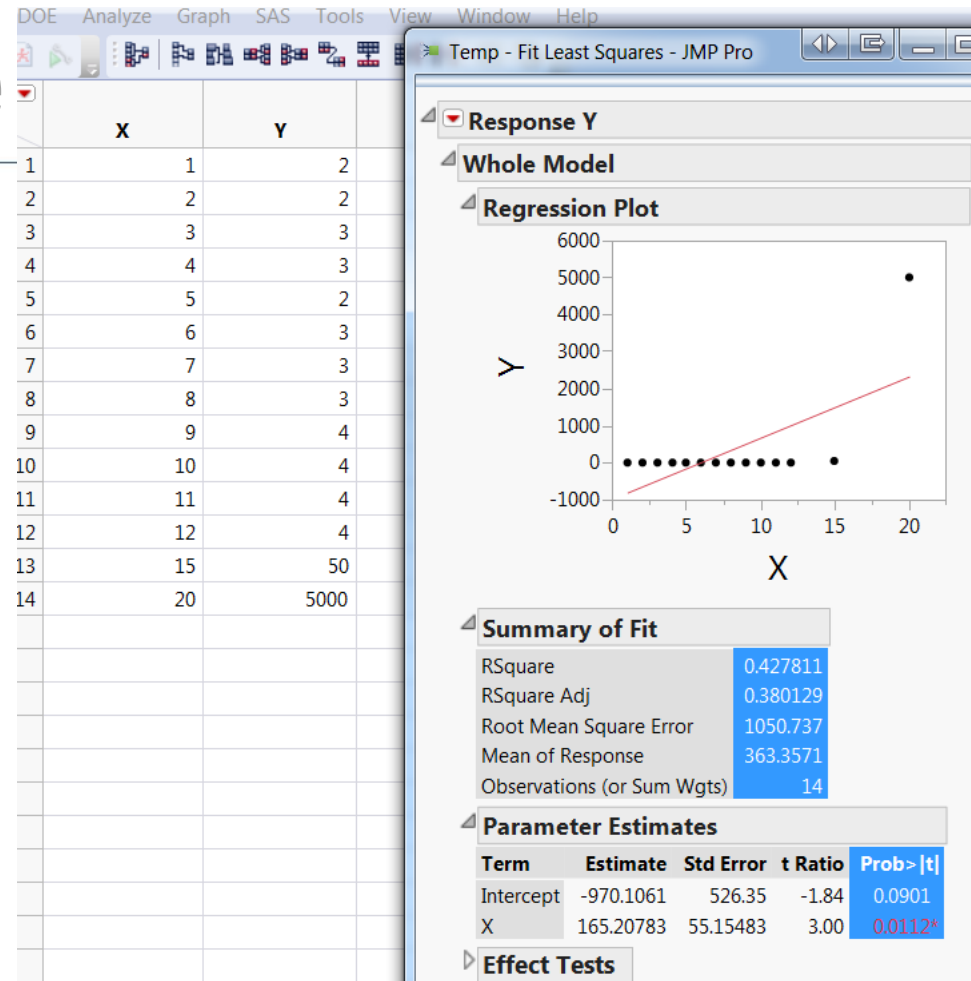 DOE Analyze Graph SAS Tools View Window Help
Temp - Fit Least Squares - JMP Pro
X Y
1 1 2
2 2 2
3 3 3
4 4 3
5 5 2
6 6 3
7 7 3
8 8 3
9 9 4
10 10 4
11 11 4
12 12 4
13 15 50
14 20 5000
Response Y
Whole Model
Regression Plot
6000
5000
4000
3000
2000
1000
0
-1000
Y
0 5 10 15 20
X
Summary of Fit
RSquare 0.427811
RSquare Adj 0.380129
Root Mean Square Error 1050.737
Mean of Response 363.3571
Observations (or Sum Wgts) 14
Parameter Estimates
Term Estimate Std Error t Ratio Prob>|t|
Intercept -970.1061 526.35 -1.84 0.0901
X 165.20783 55.15483 3.00 0.0112*
Effect Tests